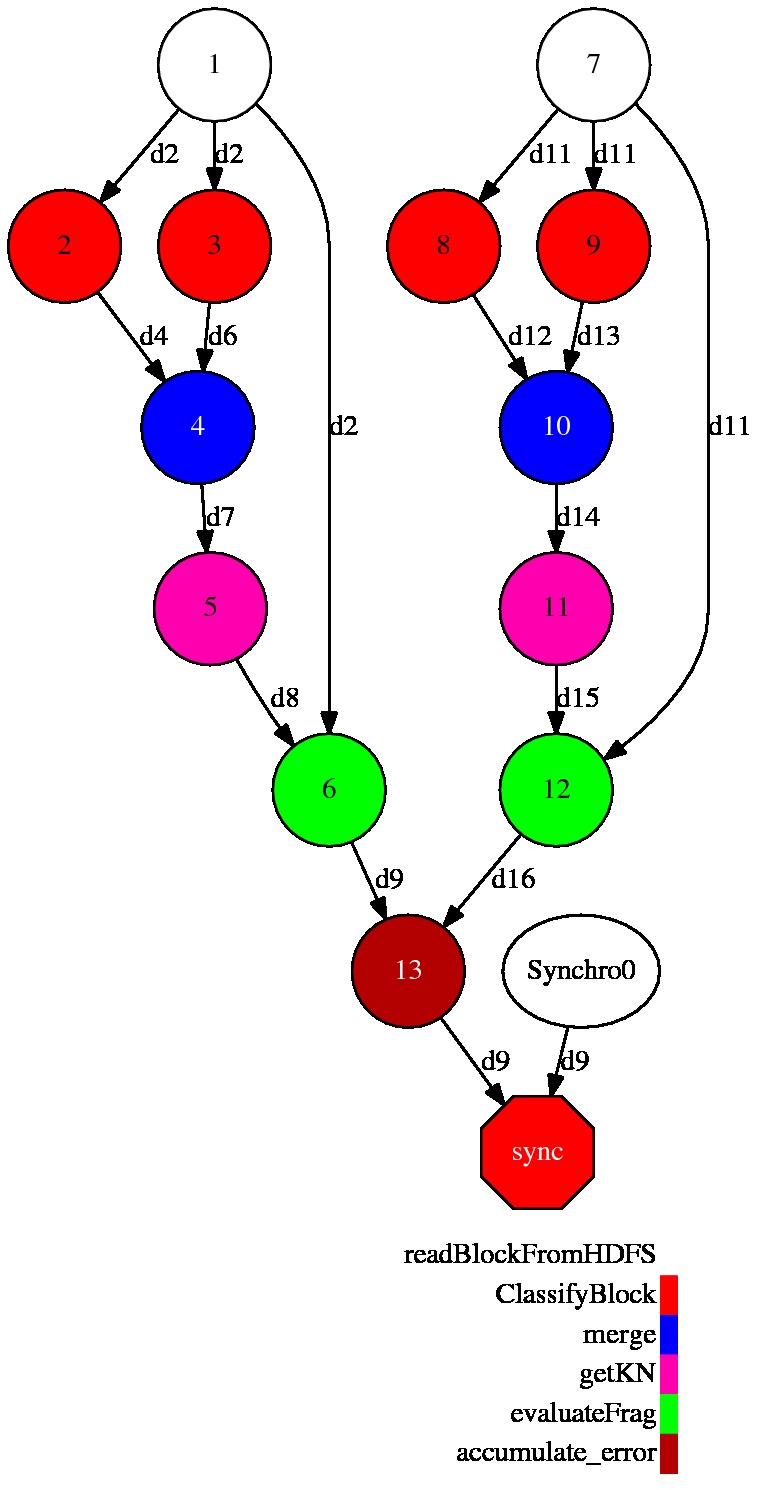 1 7
d2 d2 d11 d11
2 3 8 9
d4 d6 d12 d13
4 d2 10 d11
d7 d14
5 11
d8 d15
6 12
d9 d16
13 Synchro0
d9 d9
sync
readBlockFromHDFS
ClassifyBlock
merge
getKN
evaluateFrag
accumulate_error